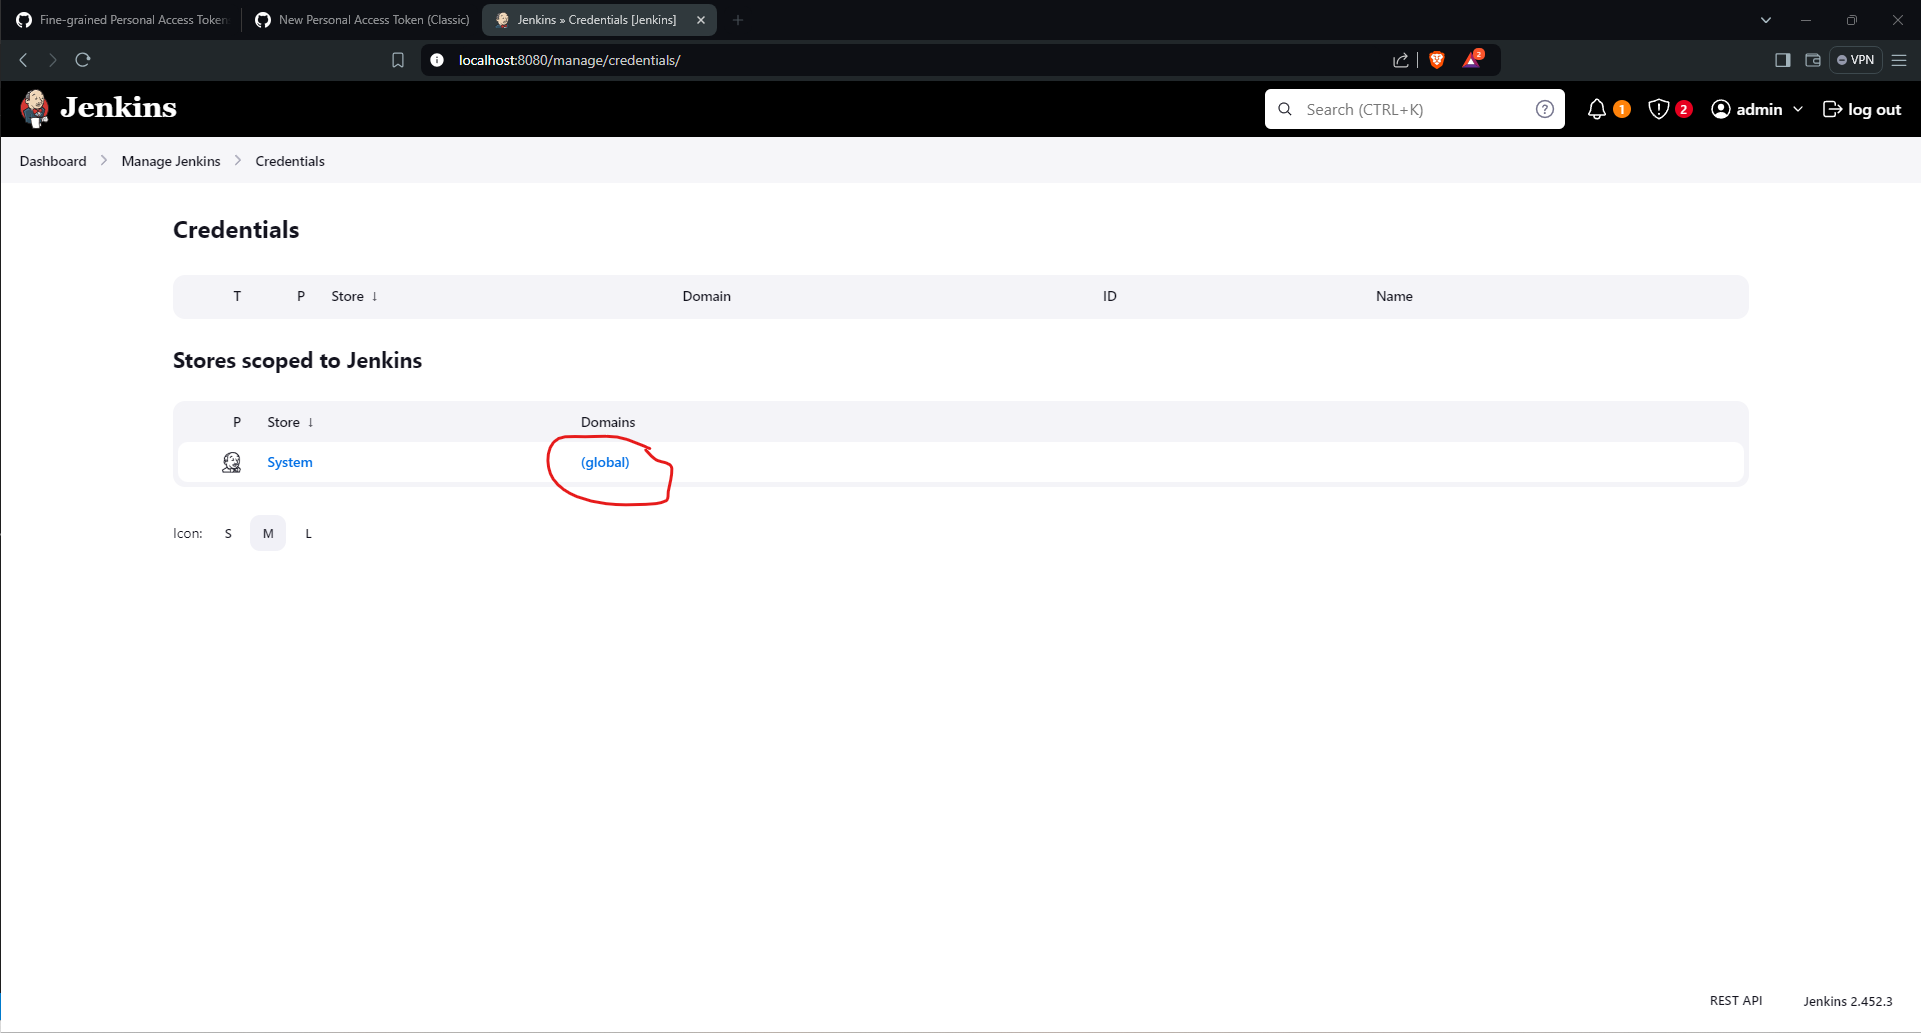 Fine-grained Personal Access Token New Personal Access Token (Classic) Jenkins » Credentials [Jenkins]
localhost:8080/manage/credentials/ 2 VPN
Jenkins Search (CTRL+K) 1 2 admin log out
Dashboard Manage Jenkins Credentials
Credentials
T P Store ↓ Domain ID Name
Stores scoped to Jenkins
P Store ↓ Domains
System (global)
Icon: S M L
REST API Jenkins 2.452.3